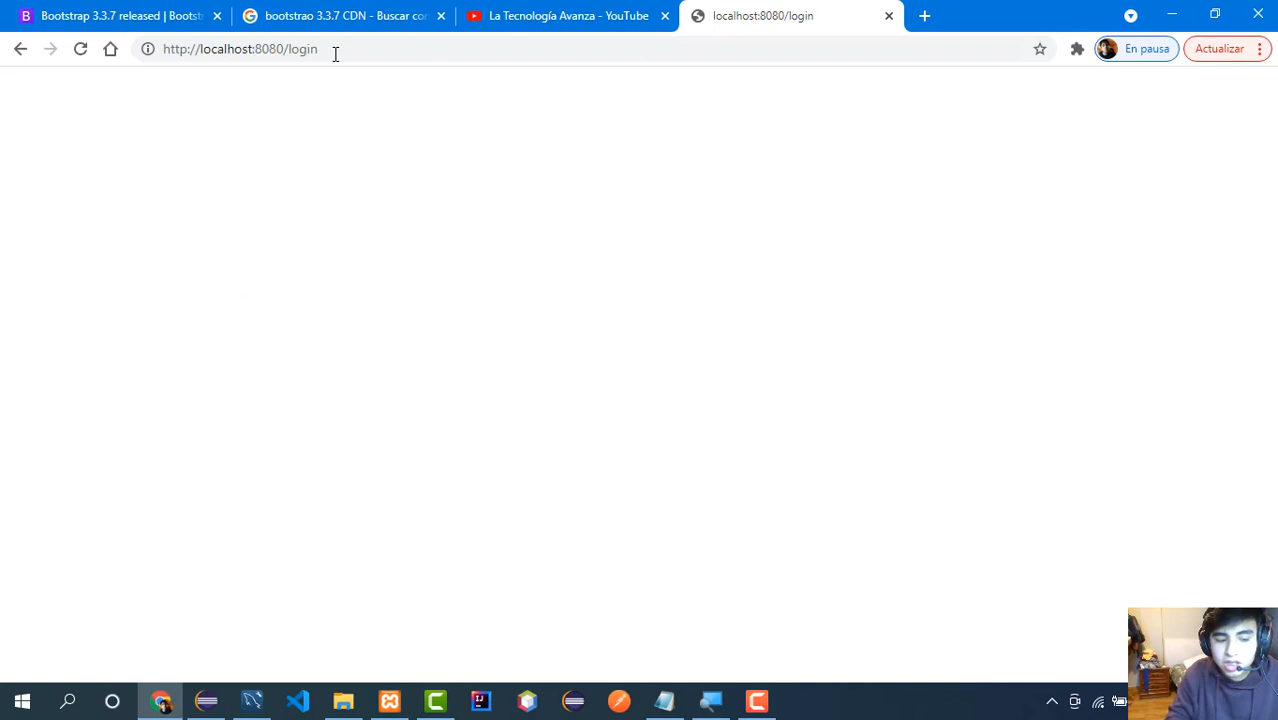 Bootstrap 3.3.7 released | Bootst
bootstrao 3.3.7 CDN - Buscar cor
La Tecnología Avanza - YouTube
localhost:8080/login
http://localhost:8080/login
En pausa
Actualizar